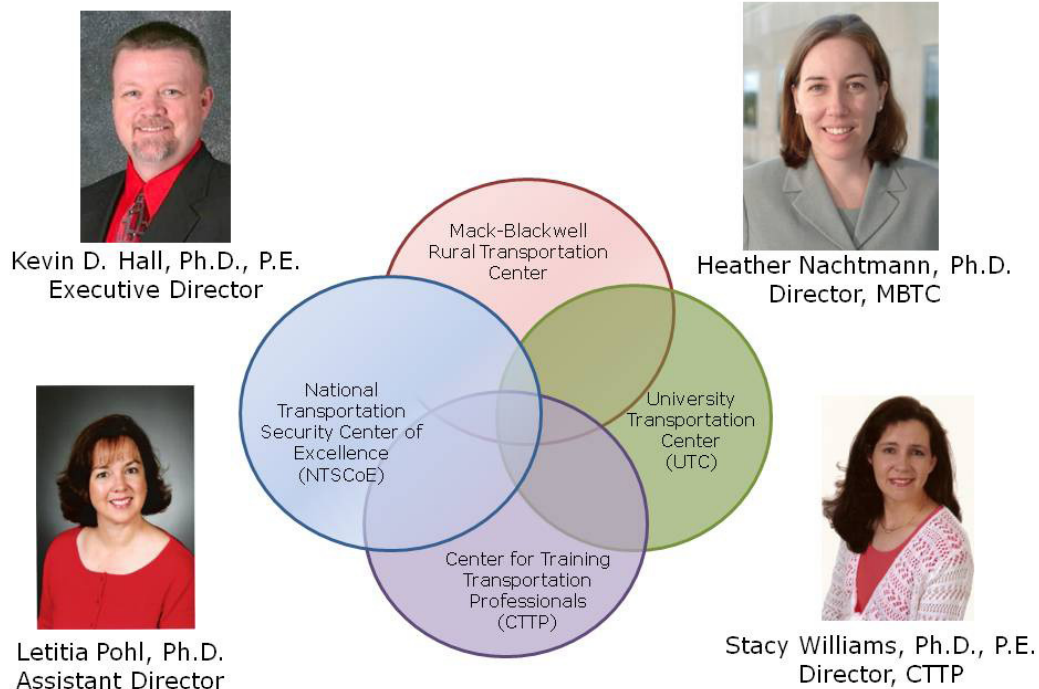 Kevin D. Hall, Ph.D., P.E.
Executive Director
Mack-Blackwell
Rural Transportation
Center
Heather Nachtmann, Ph.D.
Director, MBTC
National
Transportation
Security Center of
Excellence
(NTSCoE)
University
Transportation
Center
(UTC)
Center for Training
Transportation
Professionals
(CTTP)
Letitia Pohl, Ph.D.
Assistant Director
Stacy Williams, Ph.D., P.E.
Director, CTTP